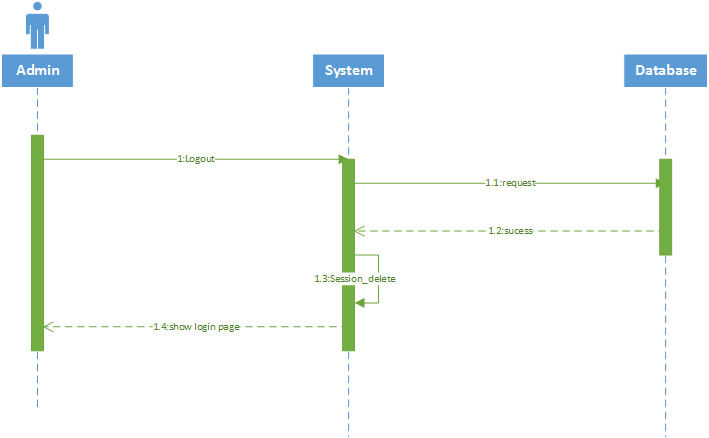 Admin
System
Database
1:Logout
1.1:request
1.2:sucess
1.3:Session_delete
1.4:show login page